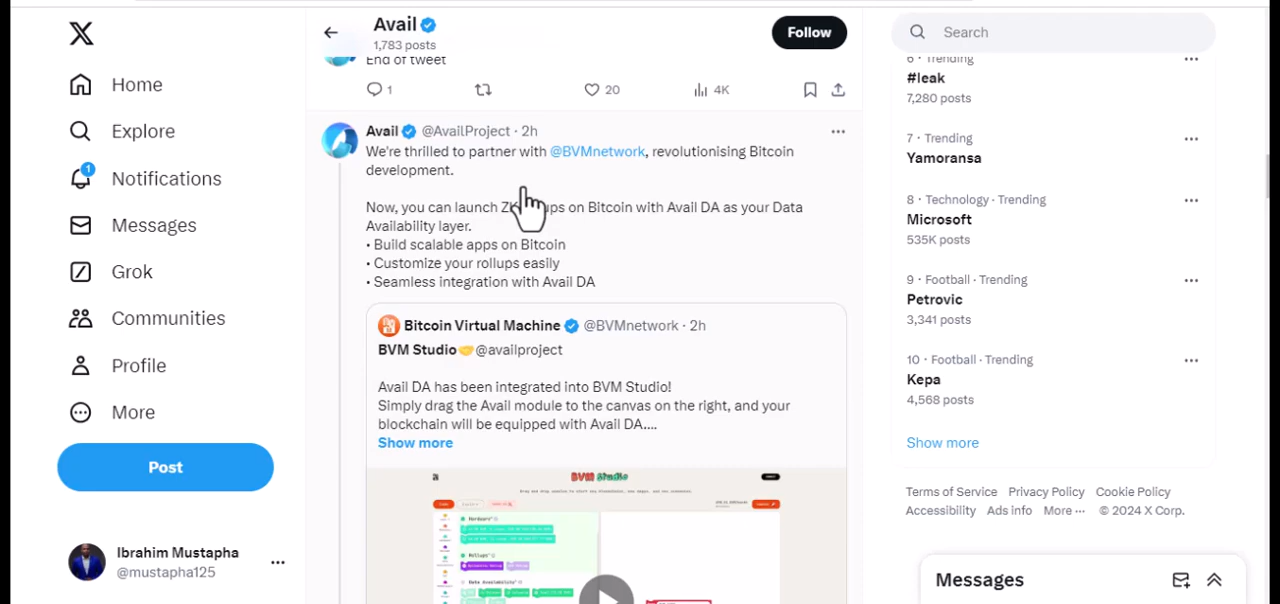 Home
Explore
1
Notifications
Messages
Grok
Communities
Profile
More
Post
Ibrahim Mustapha
@mustapha125
Avail
1,783 posts
Follow
End of tweet
1
20
4K
Avail @AvailProject · 2h
We're thrilled to partner with @BVMnetwork, revolutionising Bitcoin
development.
Now, you can launch on Bitcoin with Avail DA as your Data
Availability layer.
• Build scalable apps on Bitcoin
• Customize your rollups easily
• Seamless integration with Avail DA
Bitcoin Virtual Machine @BVMnetwork · 2h
BVM Studio🤝@availproject
Avail DA has been integrated into BVM Studio!
Simply drag the Avail module to the canvas on the right, and your
blockchain will be equipped with Avail DA....
Show more
BVM Studio
Hardware
Rollups
Data Availability
Search
6 · Trending
#leak
7,280 posts
7 · Trending
Yamoransa
8 · Technology · Trending
Microsoft
535K posts
9 · Football · Trending
Petrovic
3,341 posts
10 · Football · Trending
Kepa
4,568 posts
Show more
Terms of Service Privacy Policy Cookie Policy
Accessibility Ads info More ··· © 2024 X Corp.
Messages